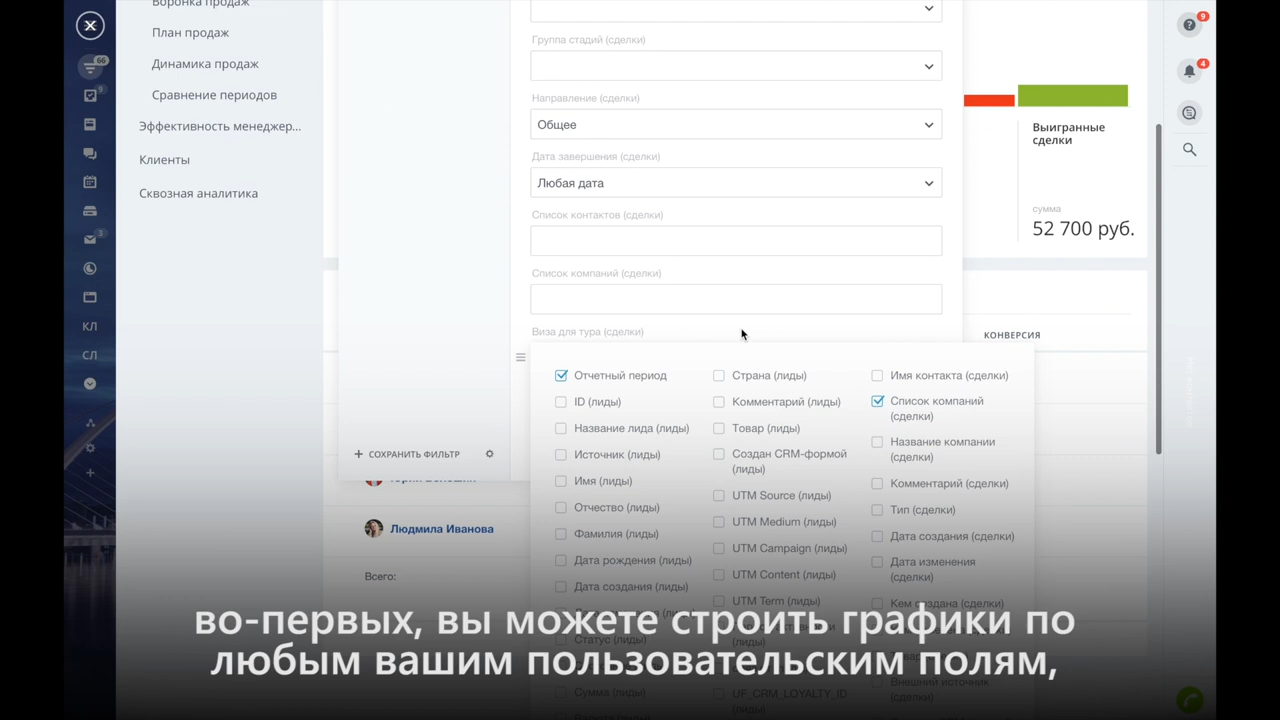 Воронка продаж
План продаж
Динамика продаж
Сравнение периодов
Эффективность менеджер...
Клиенты
Сквозная аналитика
66
9
3
КЛ
СЛ
Группа стадий (сделки)
Направление (сделки)
Общее
Дата завершения (сделки)
Любая дата
Список контактов (сделки)
Список компаний (сделки)
Виза для тура (сделки)
9
4
Выигранные
сделки
сумма
52 700 руб.
КОНВЕРСИЯ
СОХРАНИТЬ ФИЛЬТР
Людмила Иванова
Всего:
Отчетный период
ID (лиды)
Название лида (лиды)
Источник (лиды)
Имя (лиды)
Отчество (лиды)
Фамилия (лиды)
Дата рождения (лиды)
Дата создания (лиды)
Статус (лиды)
Сумма (лиды)
Страна (лиды)
Комментарий (лиды)
Товар (лиды)
Создан CRM-формой
(лиды)
UTM Source (лиды)
UTM Medium (лиды)
UTM Campaign (лиды)
UTM Content (лиды)
UTM Term (лиды)
(лиды)
UF_CRM_LOYALTY_ID
(лиды)
Имя контакта (сделки)
Список компаний
(сделки)
Название компании
(сделки)
Комментарий (сделки)
Тип (сделки)
Дата создания (сделки)
Дата изменения
(сделки)
Кем создана (сделки)
Внешний источник
(сделки)
во-первых, вы можете строить графики по
любым вашим пользовательским полям,